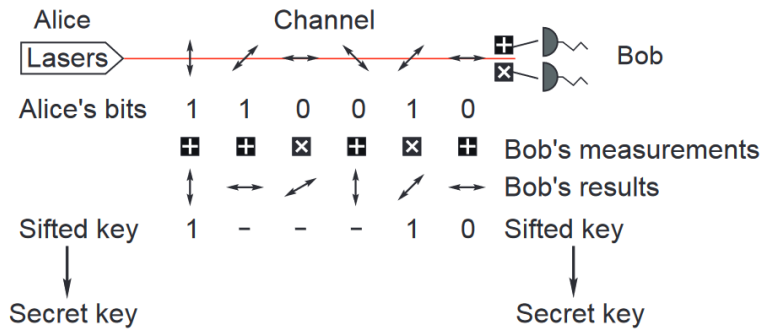 Alice Channel
Lasers Bob
Alice's bits 1 1 0 0 1 0
Bob's measurements
Bob's results
Sifted key 1 - - - 1 0 Sifted key
Secret key Secret key